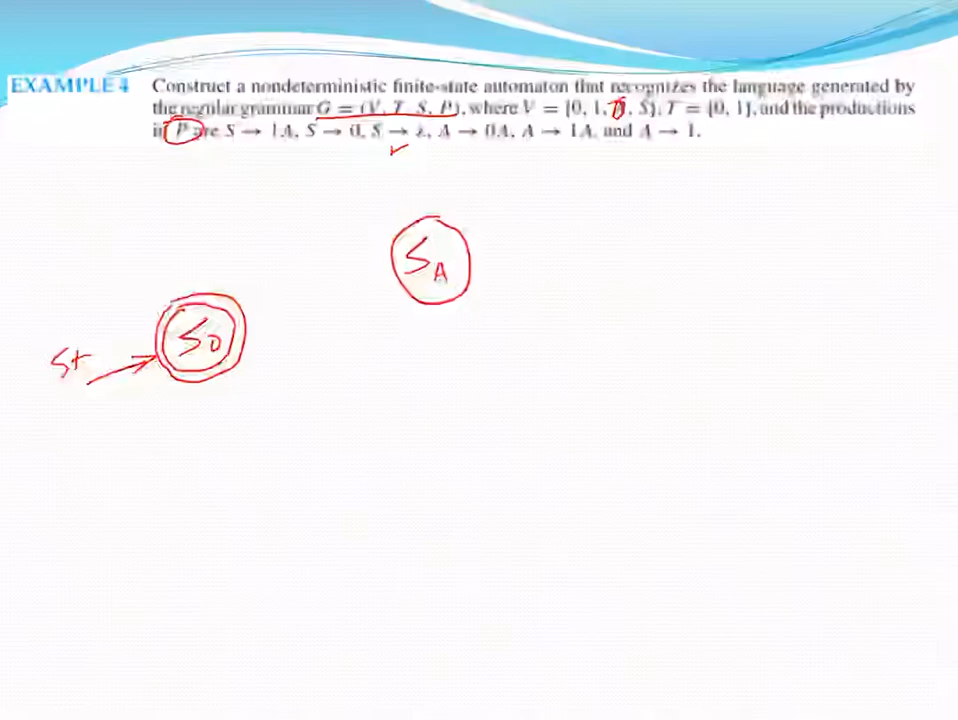 EXAMPLE 4 Construct a nondeterministic finite-state automaton that recognizes the language generated by
the regular grammar G = (V, T, S, P), where V = {0, 1, A, S}, T = {0, 1}, and the productions
in P are S → 1A, S → 0, S → λ, A → 0A, A → 1A, and A → 1.
S A
S0
St